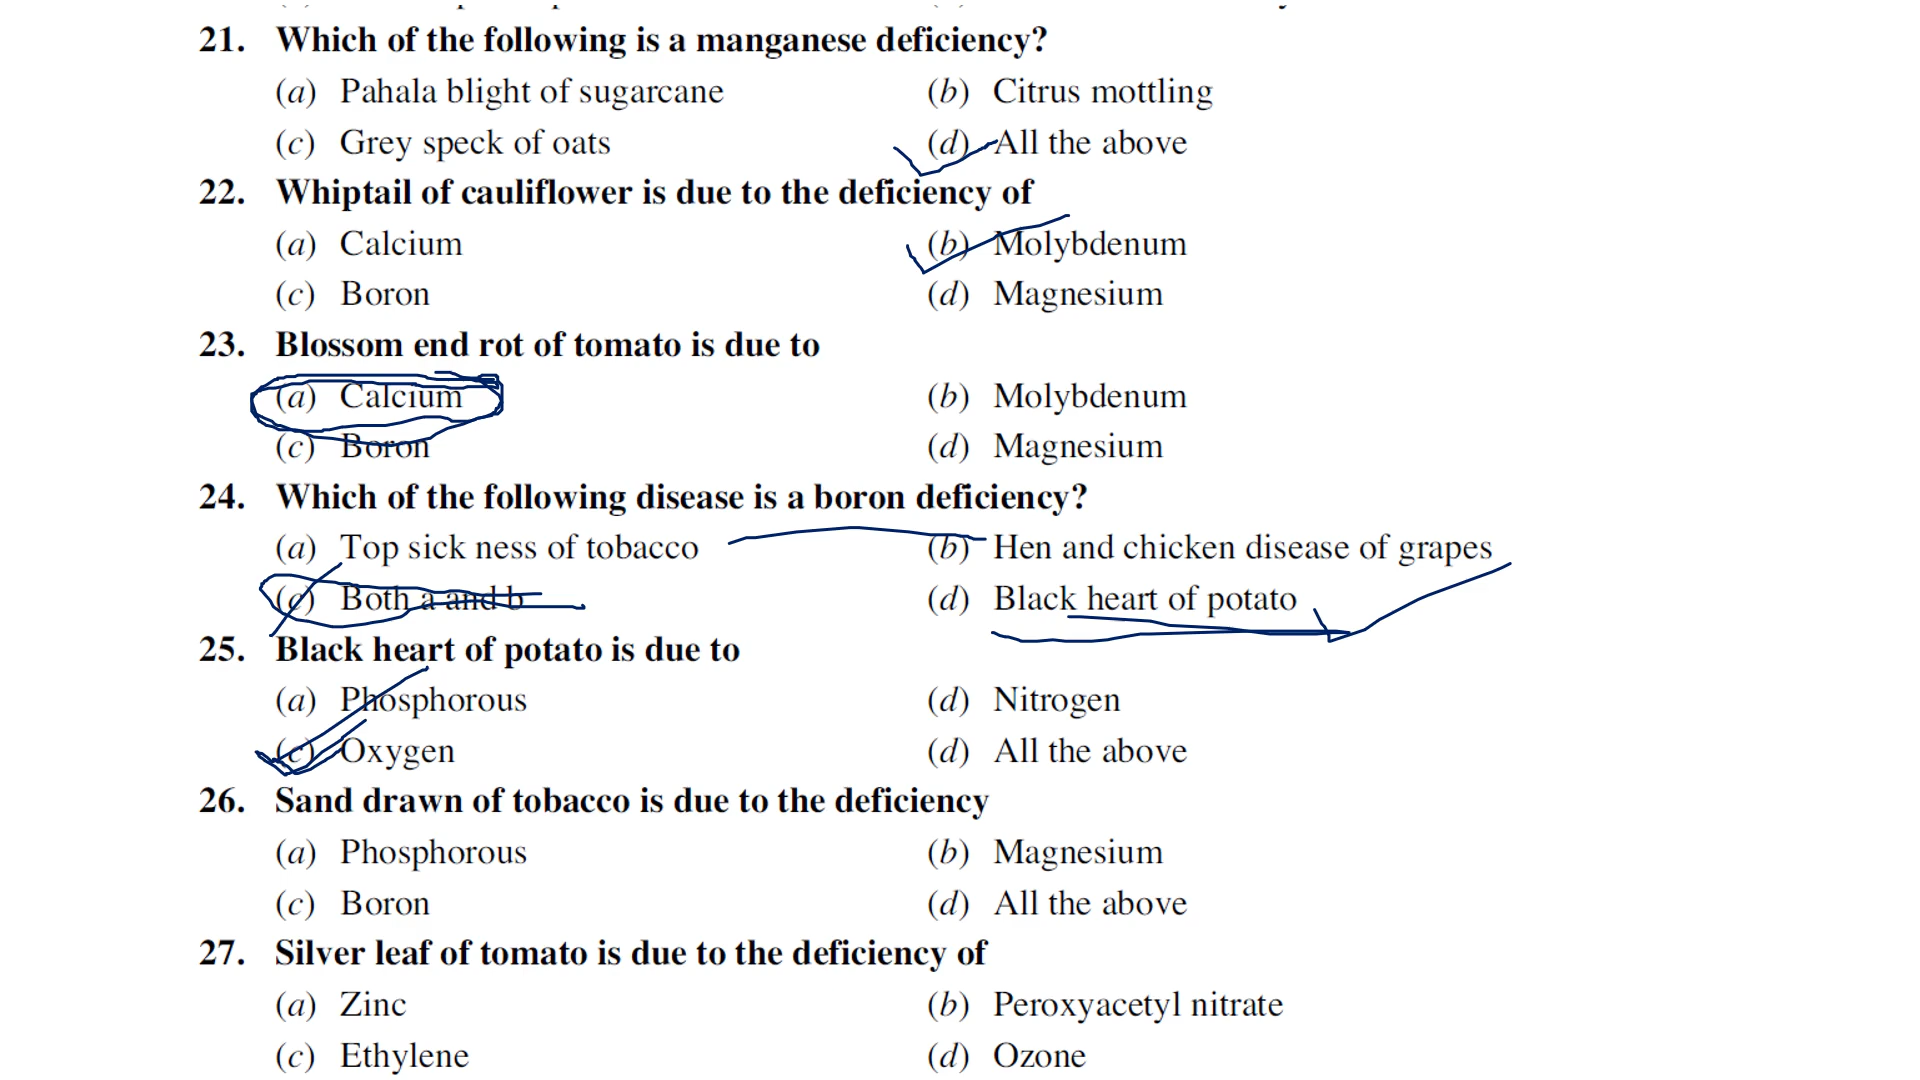 21. Which of the following is a manganese deficiency?
(a) Pahala blight of sugarcane (b) Citrus mottling
(c) Grey speck of oats (d) All the above
22. Whiptail of cauliflower is due to the deficiency of
(a) Calcium (b) Molybdenum
(c) Boron (d) Magnesium
23. Blossom end rot of tomato is due to
(a) Calcium (b) Molybdenum
(c) Boron (d) Magnesium
24. Which of the following disease is a boron deficiency?
(a) Top sick ness of tobacco (b) Hen and chicken disease of grapes
(c) Both a and b (d) Black heart of potato
25. Black heart of potato is due to
(a) Phosphorous (d) Nitrogen
(c) Oxygen (d) All the above
26. Sand drawn of tobacco is due to the deficiency
(a) Phosphorous (b) Magnesium
(c) Boron (d) All the above
27. Silver leaf of tomato is due to the deficiency of
(a) Zinc (b) Peroxyacetyl nitrate
(c) Ethylene (d) Ozone